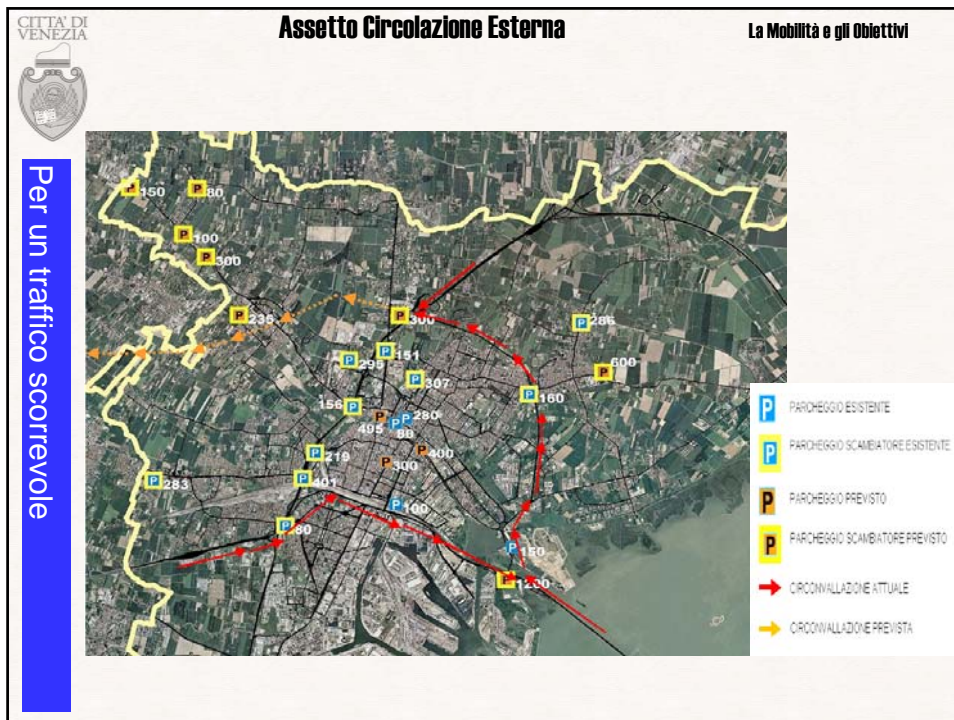 CITTA' DI
VENEZIA
Assetto Circolazione Esterna
La Mobilità e gli Obiettivi
Per un traffico scorrevole
P 150
P 80
P 100
P 300
P 235
P 300
P 286
P 151
P 295
P 600
P 307
P 160
P 156
P 495
P 80
P 280
P 219
P 300
P 400
P 283
P 401
P 100
P 80
P 150
P 1200
P PARCHEGGIO ESISTENTE
P PARCHEGGIO SCAMBIATORE ESISTENTE
P PARCHEGGIO PREVISTO
P PARCHEGGIO SCAMBIATORE PREVISTO
CIRCONVALLAZIONE ATTUALE
CIRCONVALLAZIONE PREVISTA